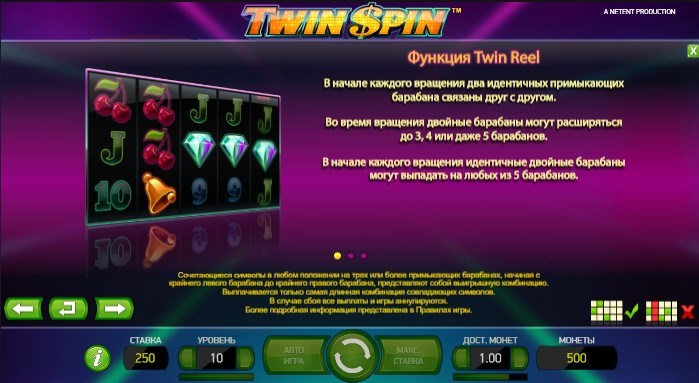 TWIN SPIN™
A NETENT PRODUCTION
X
Функция Twin Reel
В начале каждого вращения два идентичных примыкающих
барабана связаны друг с другом.
Во время вращения двойные барабаны могут расширяться
до 3, 4 или даже 5 барабанов.
В начале каждого вращения идентичные двойные барабаны
могут выпадать на любых из 5 барабанов.
J J J
J
10 9 9 J
Сочетающиеся символы в любом положении на трех или более примыкающих барабанах, начиная с
крайнего левого барабана до крайнего правого барабана, представляют собой выигрышную комбинацию.
Выплачивается только самая длинная комбинация совпадающих символов.
В случае сбоя все выплаты и игры аннулируются.
Более подробная информация представлена в Правилах игры.
СТАВКА УРОВЕНЬ ДОСТ. МОНЕТ МОНЕТЫ
i 250 10 АВТО ИГРА МАКС. СТАВКА 1.00 500